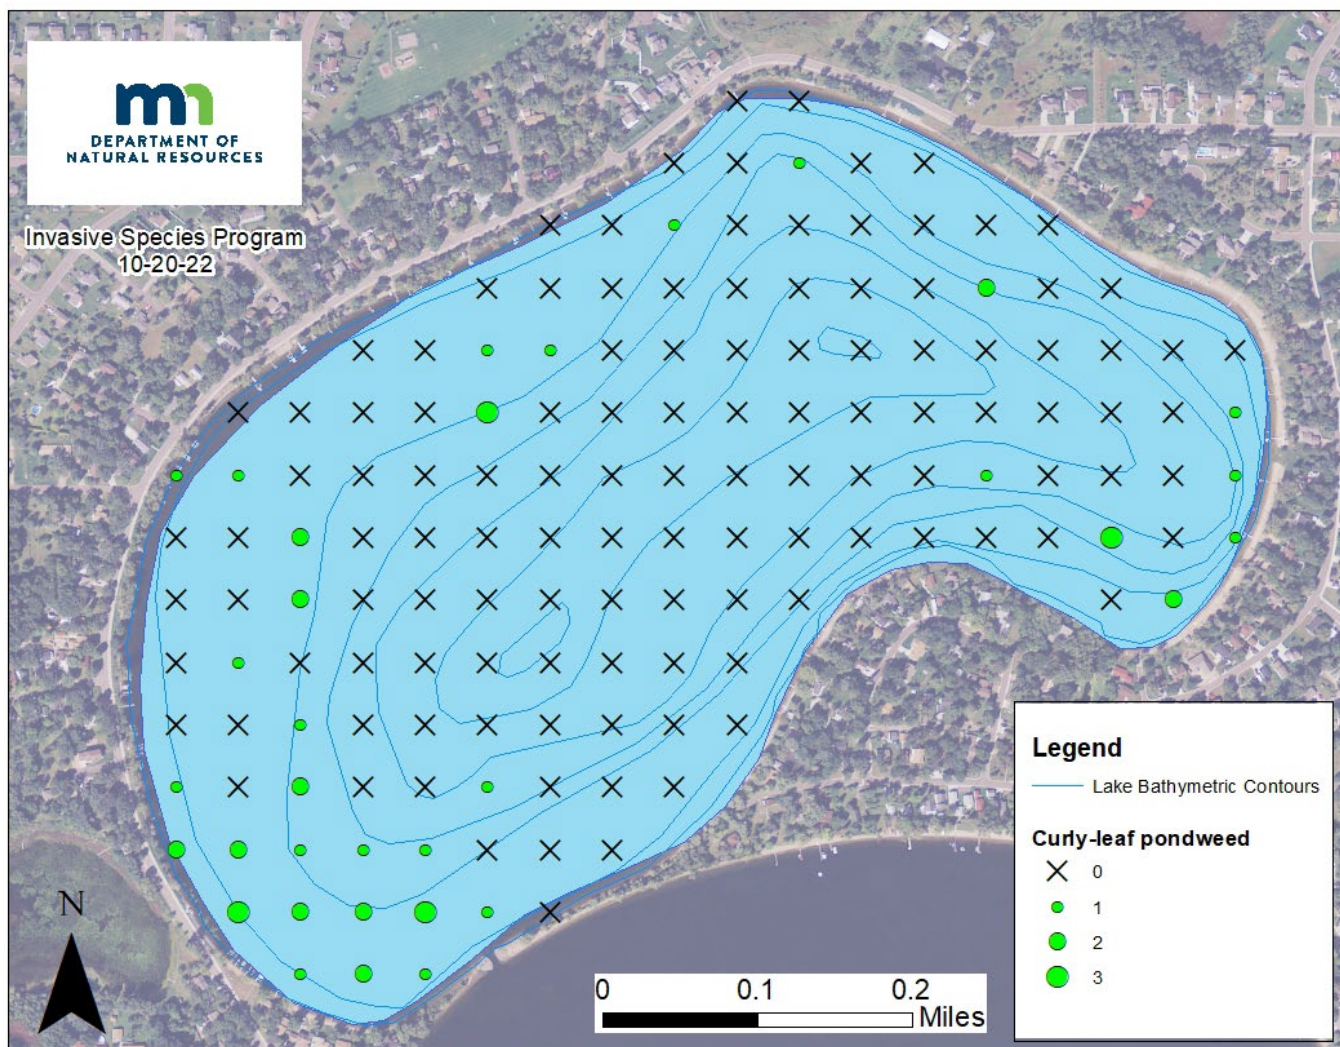 mn
DEPARTMENT OF
NATURAL RESOURCES
Invasive Species Program
10-20-22
N
0 0.1 0.2
Miles
Legend
Lake Bathymetric Contours
Curly-leaf pondweed
0
1
2
3